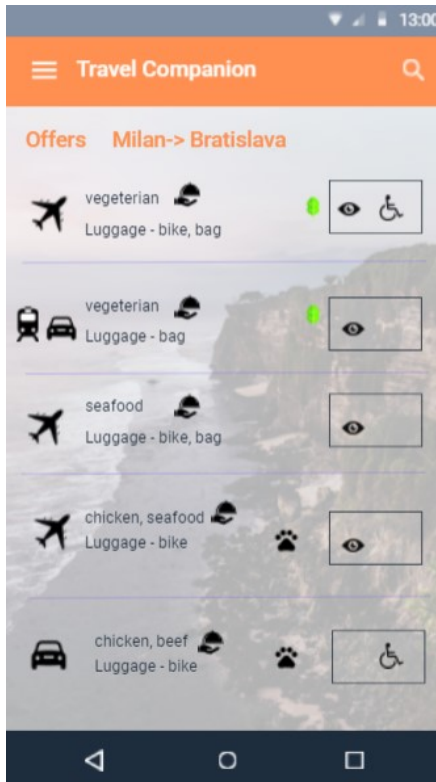 13:00
Travel Companion
Offers Milan-> Bratislava
vegeterian
Luggage - bike, bag
vegeterian
Luggage - bag
seafood
Luggage - bike, bag
chicken, seafood
Luggage - bike
chicken, beef
Luggage - bike